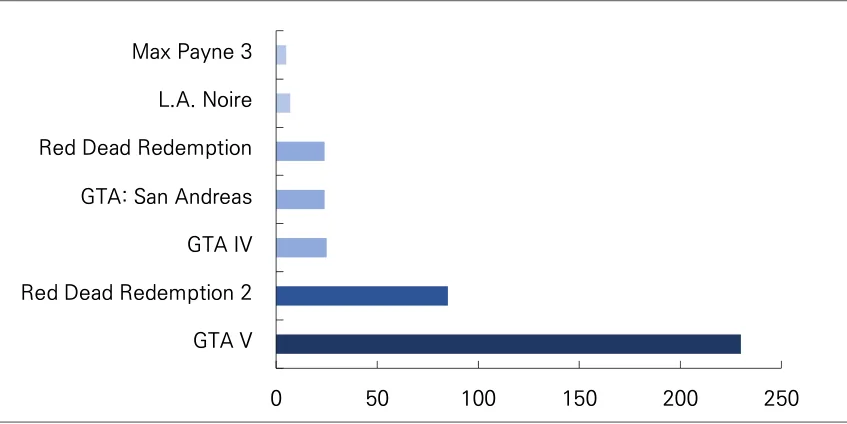 Max Payne 3
L.A. Noire
Red Dead Redemption
GTA: San Andreas
GTA IV
Red Dead Redemption 2
GTA V
0 50 100 150 200 250